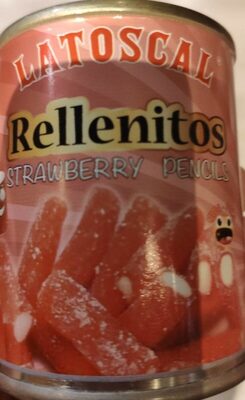 LATOSCAL
Rellenitos
STRAWBERRY PENCILS